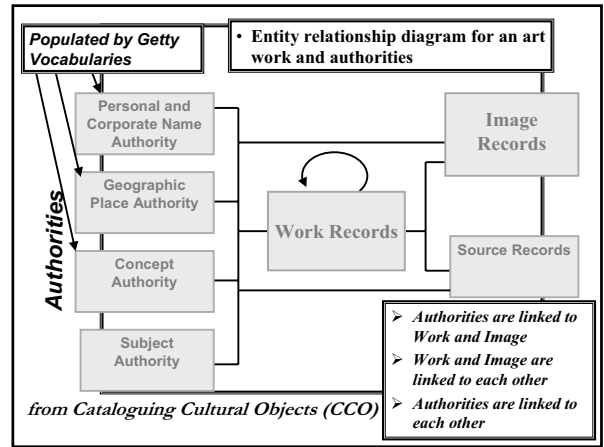 Populated by Getty
Vocabularies
• Entity relationship diagram for an art
work and authorities
Authorities
Personal and
Corporate Name
Authority
Geographic
Place Authority
Concept
Authority
Subject
Authority
Work Records
Image
Records
Source Records
➢ Authorities are linked to
Work and Image
➢ Work and Image are
linked to each other
➢ Authorities are linked to
each other
from Cataloguing Cultural Objects (CCO)